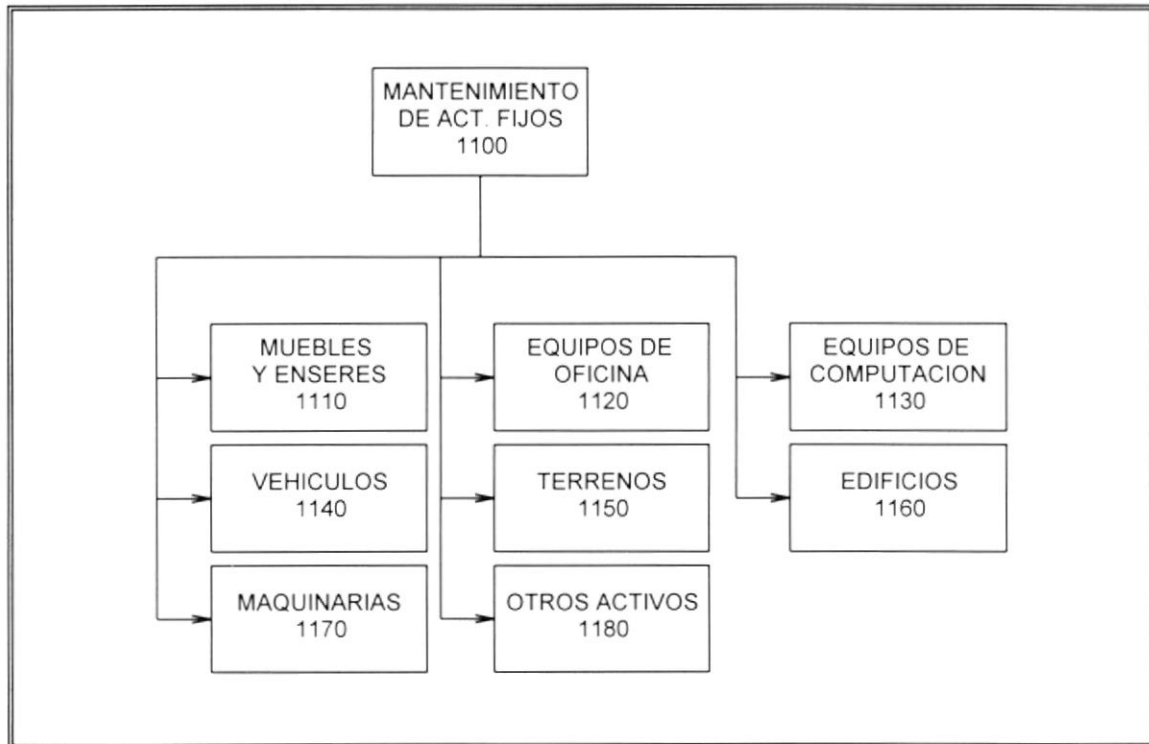 MANTENIMIENTO
DE ACT. FIJOS
1100
MUEBLES
Y ENSERES
1110
EQUIPOS DE
OFICINA
1120
EQUIPOS DE
COMPUTACION
1130
VEHICULOS
1140
TERRENOS
1150
EDIFICIOS
1160
MAQUINARIAS
1170
OTROS ACTIVOS
1180